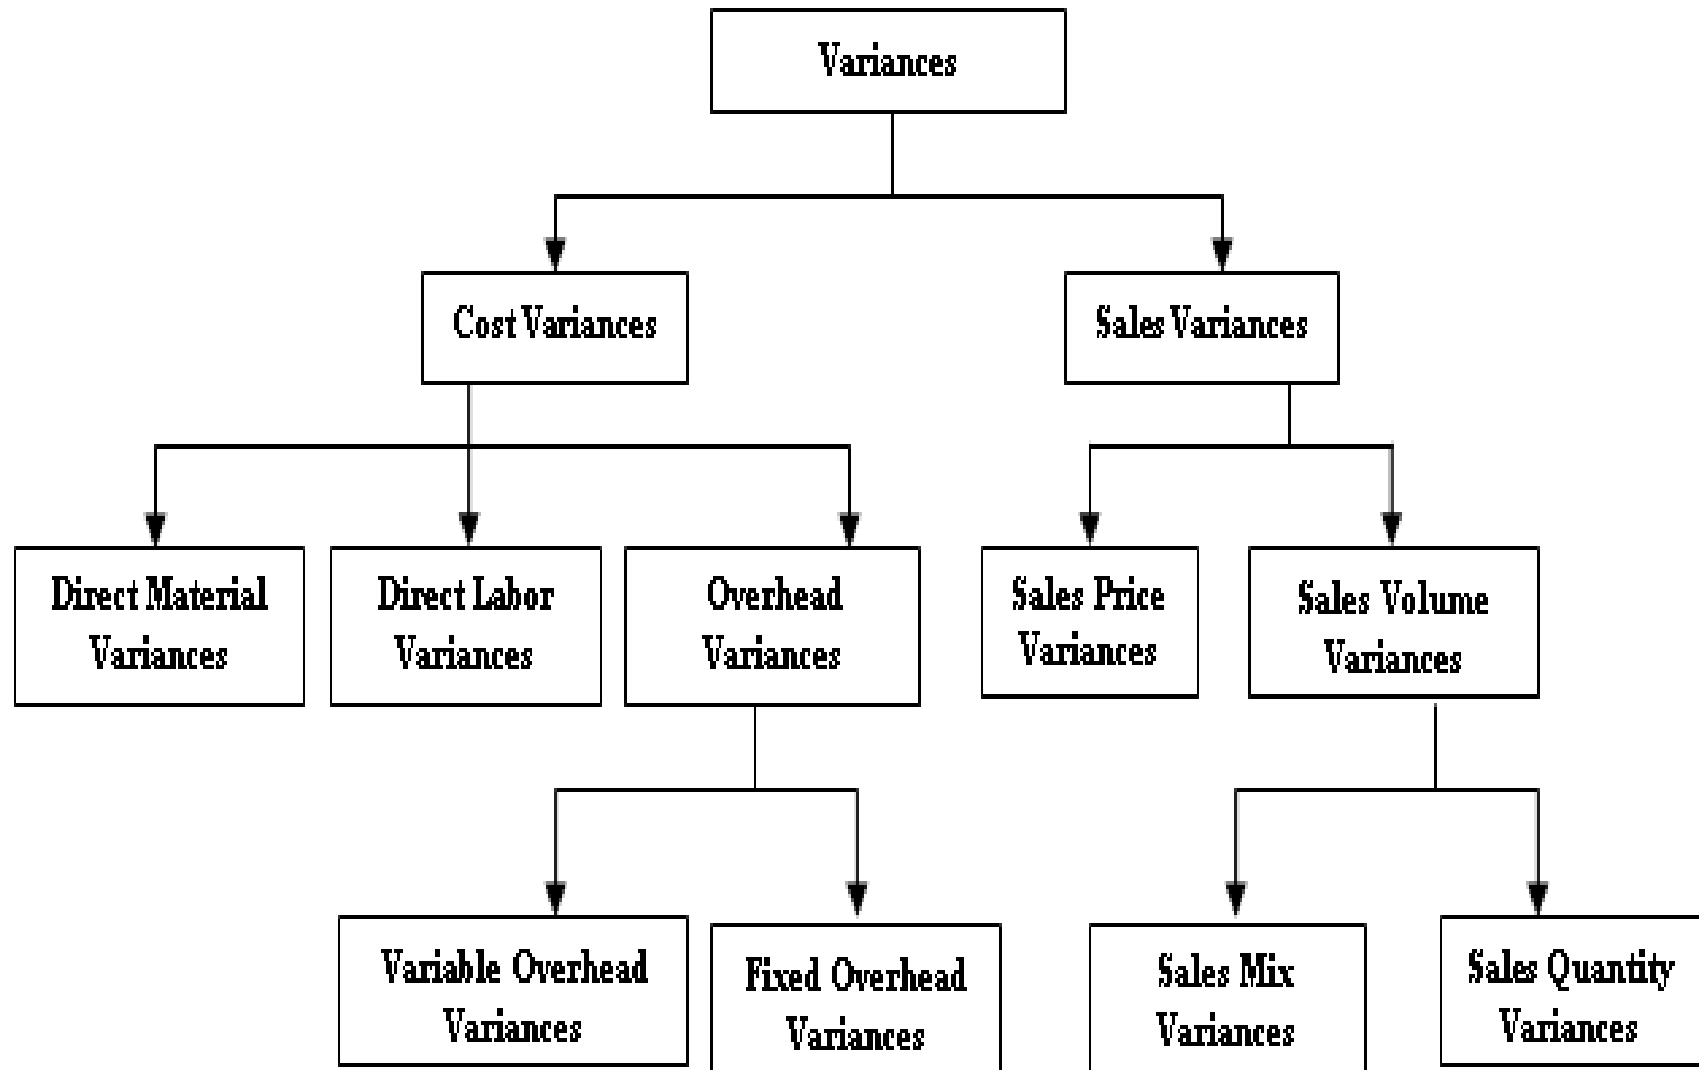 Variances
Cost Variances
Sales Variances
Direct Material
Variances
Direct Labor
Variances
Overhead
Variances
Sales Price
Variances
Sales Volume
Variances
Variable Overhead
Variances
Fixed Overhead
Variances
Sales Mix
Variances
Sales Quantity
Variances